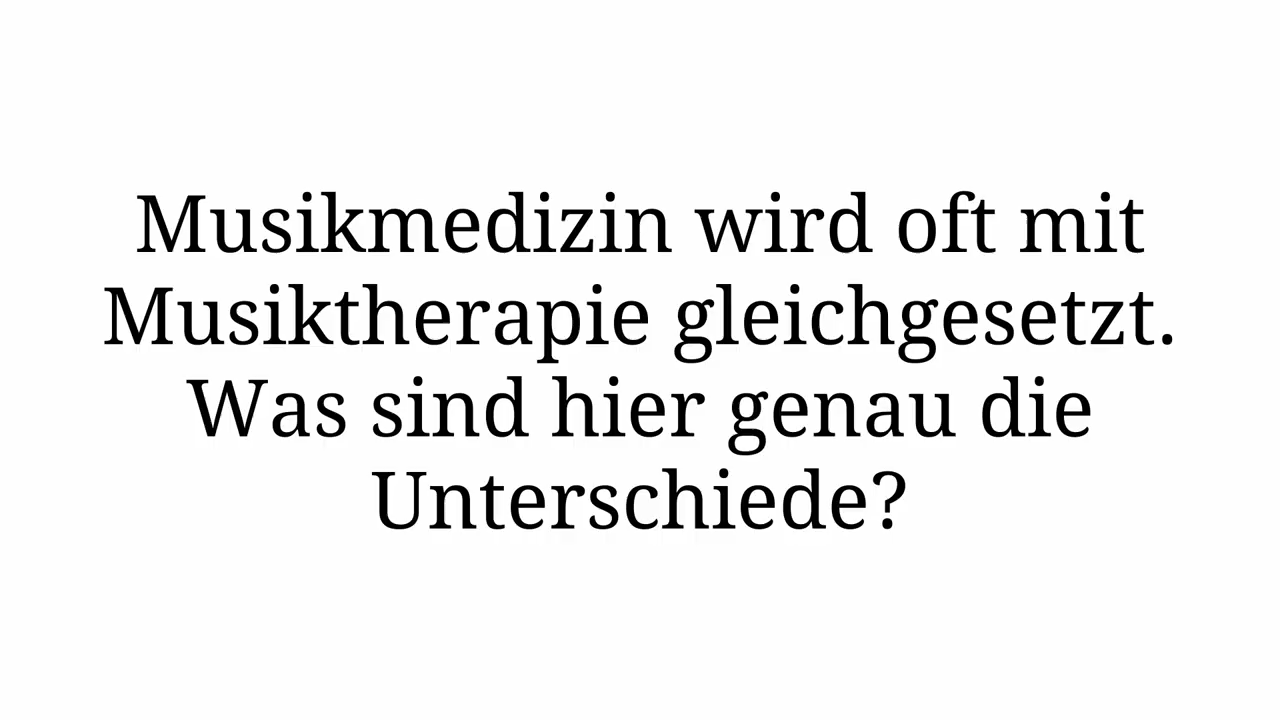 Musikmedizin wird oft mit
Musiktherapie gleichgesetzt.
Was sind hier genau die
Unterschiede?